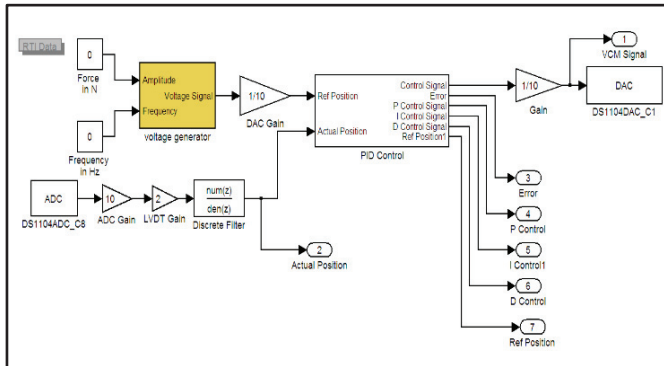 RTI Data
0
Force
in N
Amplitude
Voltage Signal
Frequency
voltage generator
0
Frequency
in Hz
1/10
DAC Gain
Ref Position
Actual Position
Control Signal
Error
P Control Signal
I Control Signal
D Control Signal
Ref Position1
PID Control
1/10
Gain
1
VCM Signal
DAC
DS1104DAC_C1
ADC
DS1104ADC_C8
10
ADC Gain
2
LVDT Gain
num(z)
den(z)
Discrete Filter
2
Actual Position
3
Error
4
P Control
5
I Control1
6
D Control
7
Ref Position